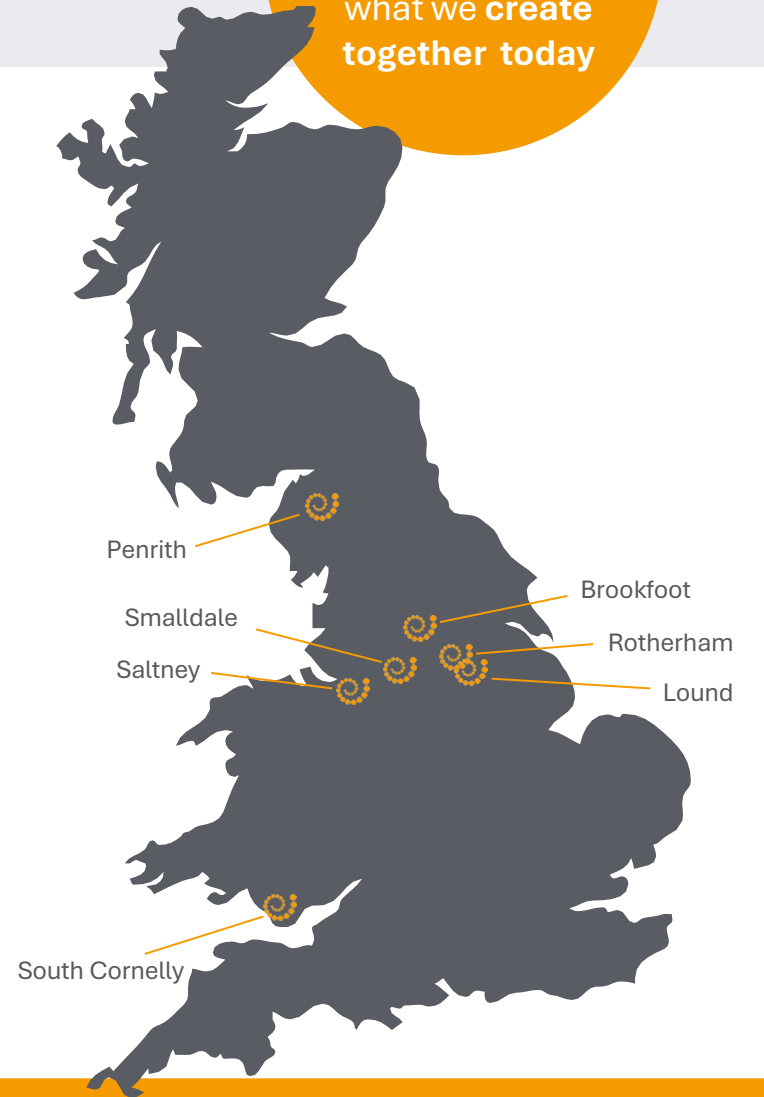 what we create
together today
Penrith
Brookfoot
Smalldale
Rotherham
Saltney
Lound
South Cornelly